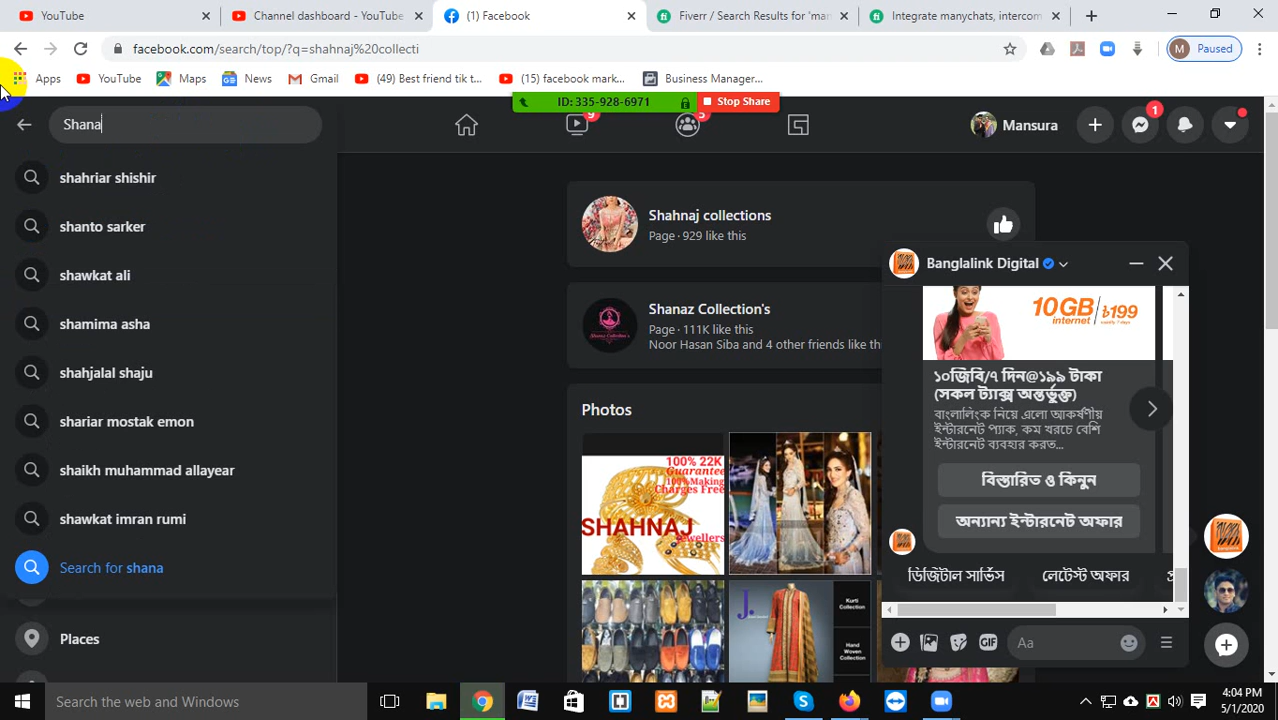 YouTube
Channel dashboard - YouTube
(1) Facebook
Fiverr / Search Results for 'mar
Integrate manychats, intercom
facebook.com/search/top/?q=shahnaj%20collecti
M Paused
Apps
YouTube
Maps
News
Gmail
(49) Best friend tik t...
(15) facebook mark...
Business Manager...
ID: 335-928-6971
Stop Share
Shana
9
5
Mansura
1
shahriar shishir
shanto sarker
shawkat ali
shamima asha
shahjalal shaju
shariar mostak emon
shaikh muhammad allayear
shawkat imran rumi
Search for shana
Places
Shahnaj collections
Page · 929 like this
Shanaz Collection's
Page · 111K like this
Noor Hasan Siba and 4 other friends like thi
Photos
100% 22K
Guarantee
100%Making
Charges Free
SHAHNAJ
Jewellers
J.
Kurti
Collection
Hand
Woven
Collection
Banglalink Digital
10GB
internet
৳199
১০জিবি/৭ দিন@১৯৯ টাকা
(সকল ট্যাক্স অন্তর্ভুক্ত)
বাংলালিংক নিয়ে এলো আকর্ষণীয়
ইন্টারনেট প্যাক, কম খরচে বেশি
ইন্টারনেট ব্যবহার করত...
বিস্তারিত ও কিনুন
অন্যান্য ইন্টারনেট অফার
ডিজিটাল সার্ভিস
লেটেস্ট অফার
GIF
Aa
Search the web and Windows
4:04 PM
5/1/2020